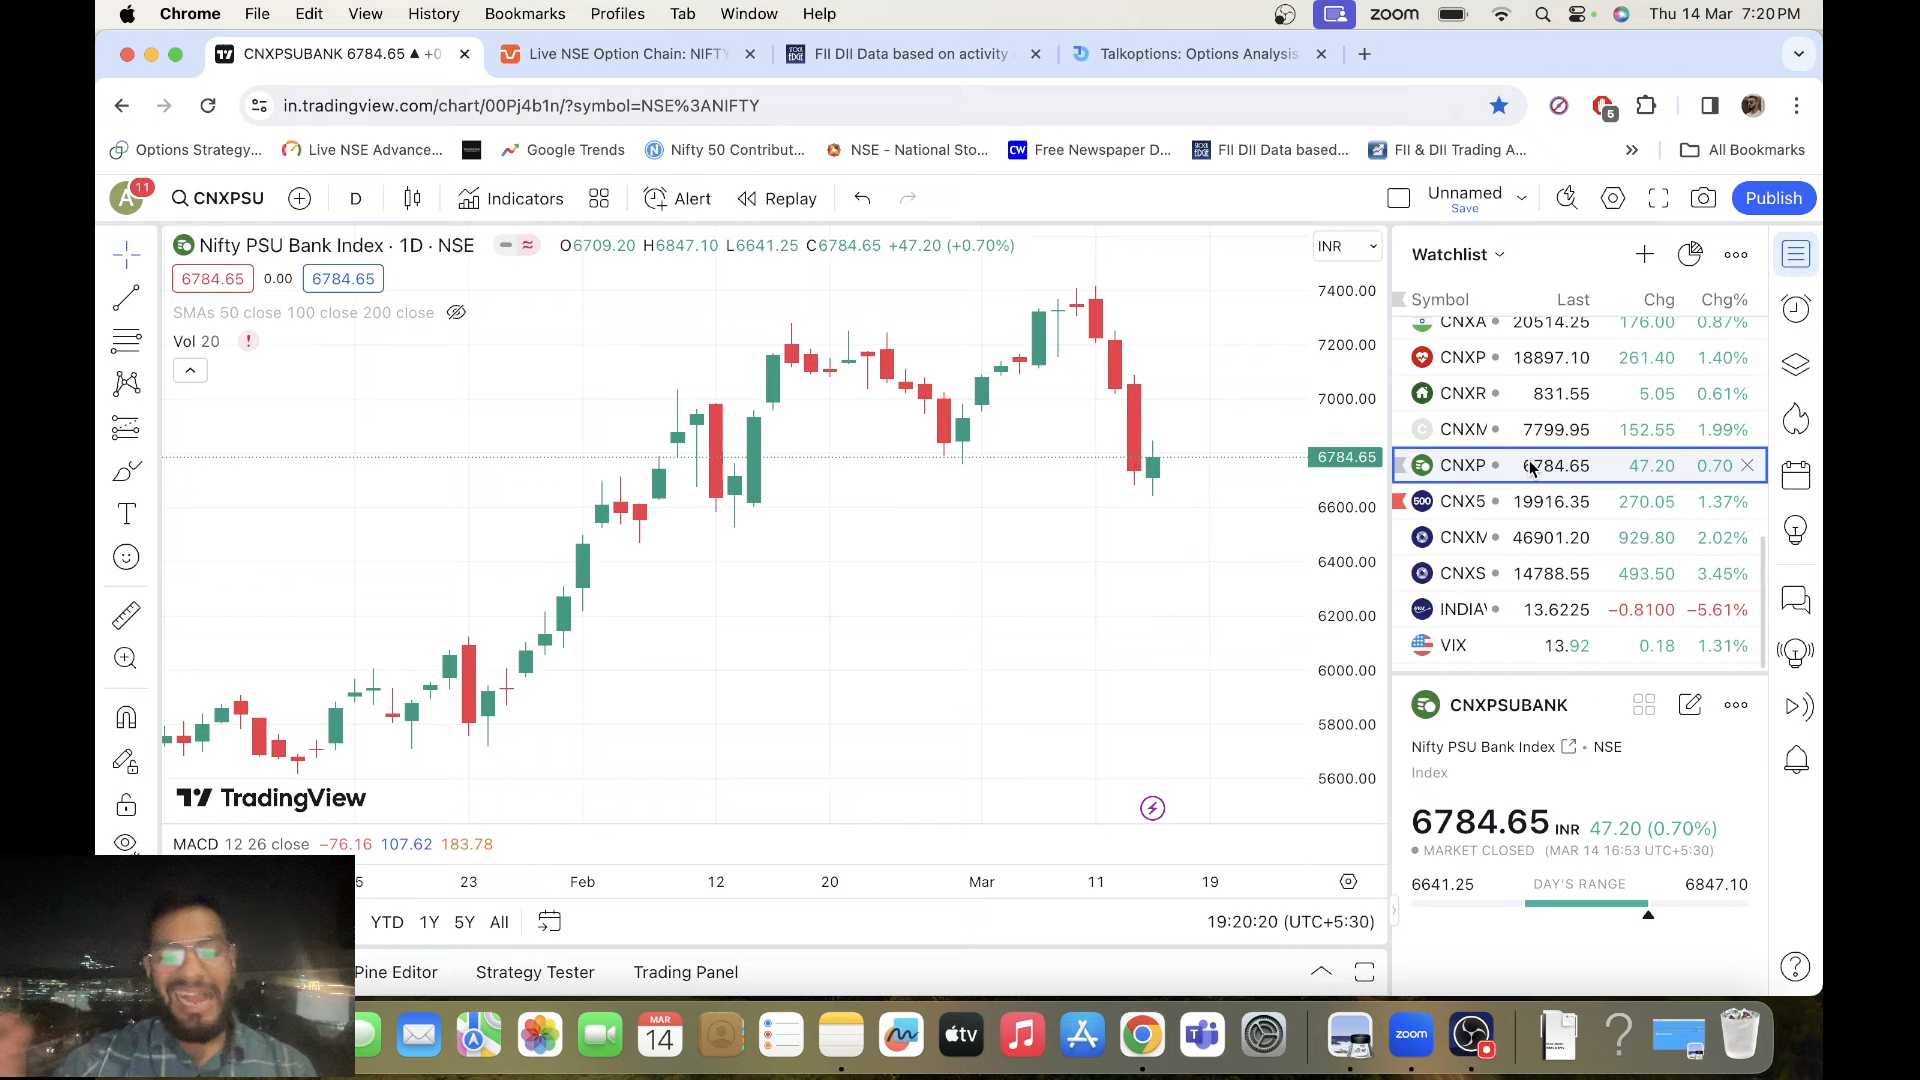 Chrome File Edit View History Bookmarks Profiles Tab Window Help zoom Thu 14 Mar 7:20 PM
CNXPSUBANK 6784.65 ▲ +0 Live NSE Option Chain: NIFTY FII DII Data based on activity Talkoptions: Options Analysis
in.tradingview.com/chart/00Pj4b1n/?symbol=NSE%3ANIFTY 5
Options Strategy... Live NSE Advance... Google Trends Nifty 50 Contribut... NSE - National Sto... CW Free Newspaper D... FII DII Data based... FII & DII Trading A... All Bookmarks
A 11 CNXPSU D Indicators Alert Replay Unnamed Publish
Save
Nifty PSU Bank Index · 1D · NSE O6709.20 H6847.10 L6641.25 C6784.65 +47.20 (+0.70%) INR
6784.65 0.00 6784.65
SMAs 50 close 100 close 200 close
Vol 20
7400.00
7200.00
7000.00
6784.65
6600.00
6400.00
6200.00
6000.00
5800.00
5600.00
TradingView
MACD 12 26 close −76.16 107.62 183.78
5 23 Feb 12 20 Mar 11 19
YTD 1Y 5Y All 19:20:20 (UTC+5:30)
Pine Editor Strategy Tester Trading Panel
Watchlist
Symbol Last Chg Chg%
CNXA 20514.25 176.00 0.87%
CNXP 18897.10 261.40 1.40%
CNXR 831.55 5.05 0.61%
C CNXM 7799.95 152.55 1.99%
CNXP 6784.65 47.20 0.70
500 CNX5 19916.35 270.05 1.37%
CNXM 46901.20 929.80 2.02%
CNXS 14788.55 493.50 3.45%
INDIAV 13.6225 −0.8100 −5.61%
VIX 13.92 0.18 1.31%
CNXPSUBANK
Nifty PSU Bank Index • NSE
Index
6784.65 INR 47.20 (0.70%)
MARKET CLOSED (MAR 14 16:53 UTC+5:30)
6641.25 DAY'S RANGE 6847.10
MAR
14
tv
zoom